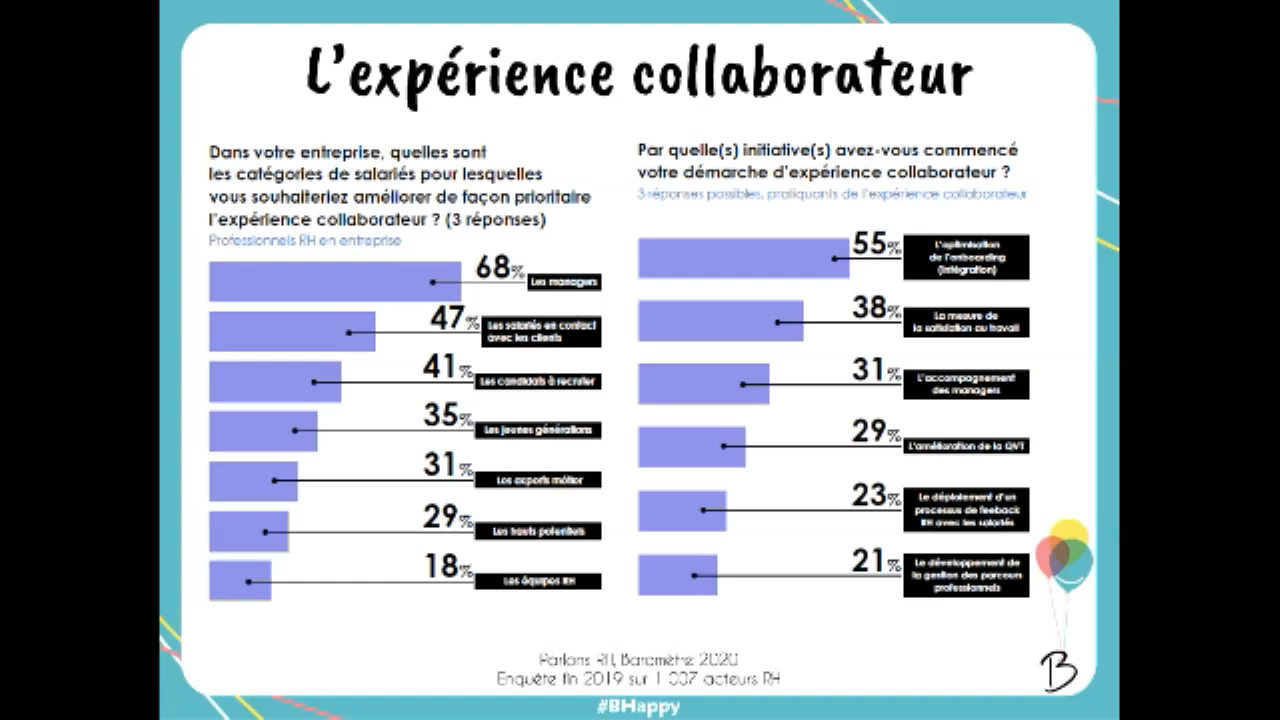 L'expérience collaborateur
Dans votre entreprise, quelles sont
les catégories de salariés pour lesquelles
vous souhaiteriez améliorer de façon prioritaire
l'expérience collaborateur ? (3 réponses)
Professionnels RH en entreprise
68%
Les managers
47%
Les salariés en contact
avec les clients
41%
Les candidats à recruter
35%
Les jeunes générations
31%
Les experts métier
29%
Les hauts potentiels
18%
Les équipes RH
Par quelle(s) initiative(s) avez-vous commencé
votre démarche d'expérience collaborateur ?
3 réponses possibles, pratiquants de l'expérience collaborateur
55%
L'optimisation
de l'onboarding
(intégration)
38%
La mesure de
la satisfation au travail
31%
L'accompagnement
des managers
29%
L'amélioration de la QVT
23%
Le déploiement d'un
processus de feeback
RH avec les salariés
21%
Le développement de
la gestion des parcours
professionnels
Parlons RH, Baromètre 2020
Enquête fin 2019 sur 1 007 acteurs RH
B
#BHappy